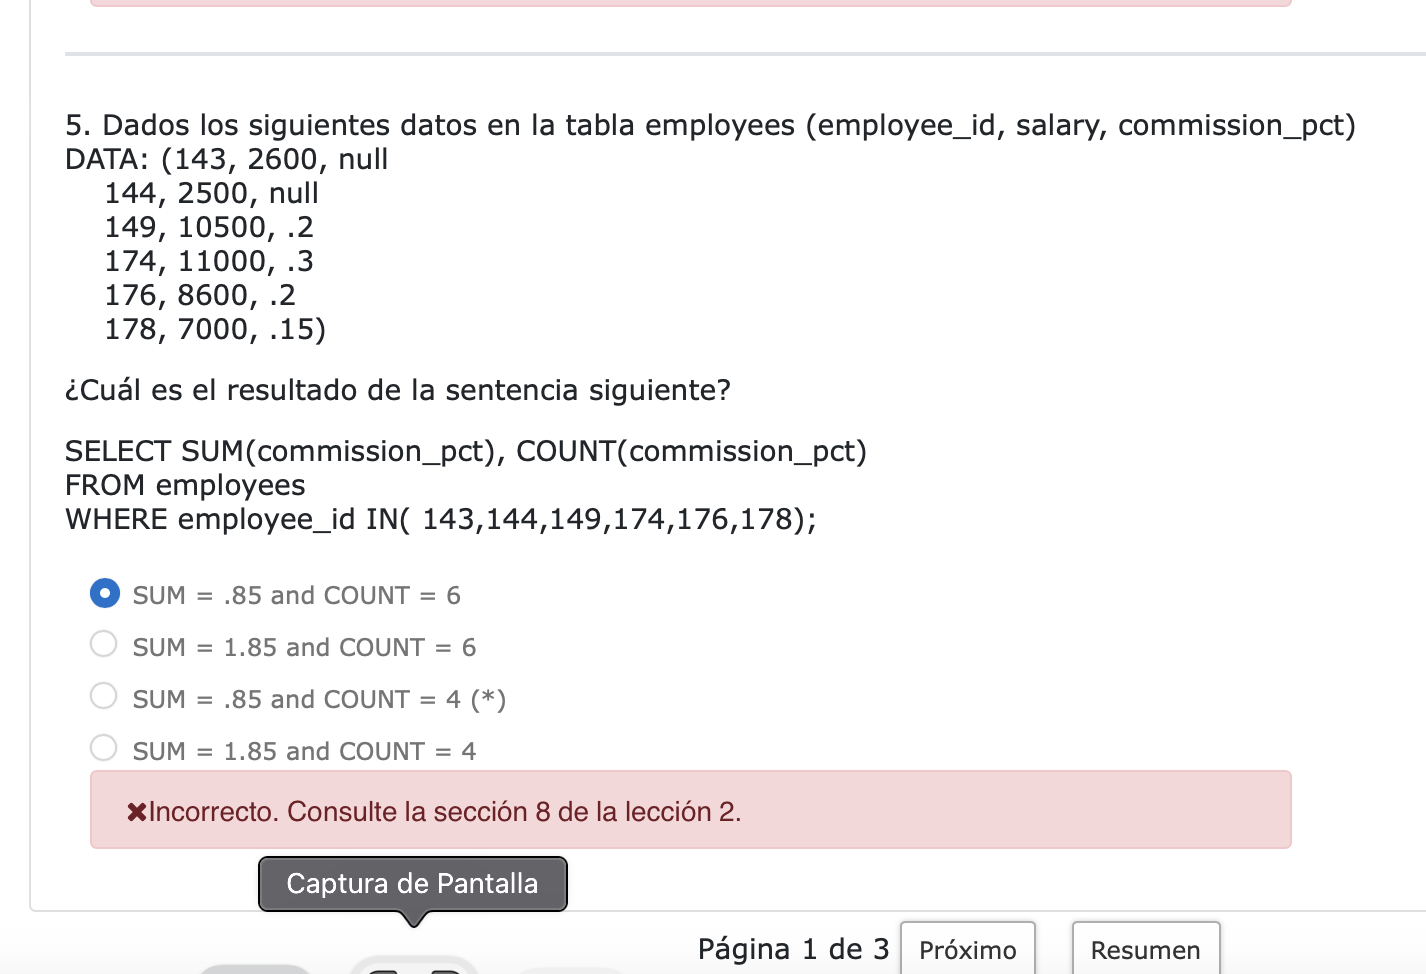 5. Dados los siguientes datos en la tabla employees (employee_id, salary, commission_pct)
DATA: (143, 2600, null
144, 2500, null
149, 10500, .2
174, 11000, .3
176, 8600, .2
178, 7000, .15)
¿Cuál es el resultado de la sentencia siguiente?
SELECT SUM(commission_pct), COUNT(commission_pct)
FROM employees
WHERE employee_id IN( 143,144,149,174,176,178);
SUM = .85 and COUNT = 6
SUM = 1.85 and COUNT = 6
SUM = .85 and COUNT = 4 (*)
SUM = 1.85 and COUNT = 4
✖Incorrecto. Consulte la sección 8 de la lección 2.
Captura de Pantalla
Página 1 de 3 Próximo Resumen